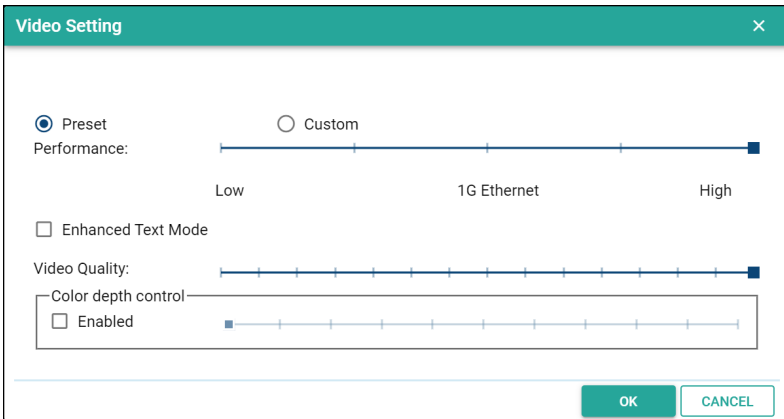 Video Setting
Preset
Custom
Performance:
Low
1G Ethernet
High
Enhanced Text Mode
Video Quality:
Color depth control
Enabled
OK
CANCEL